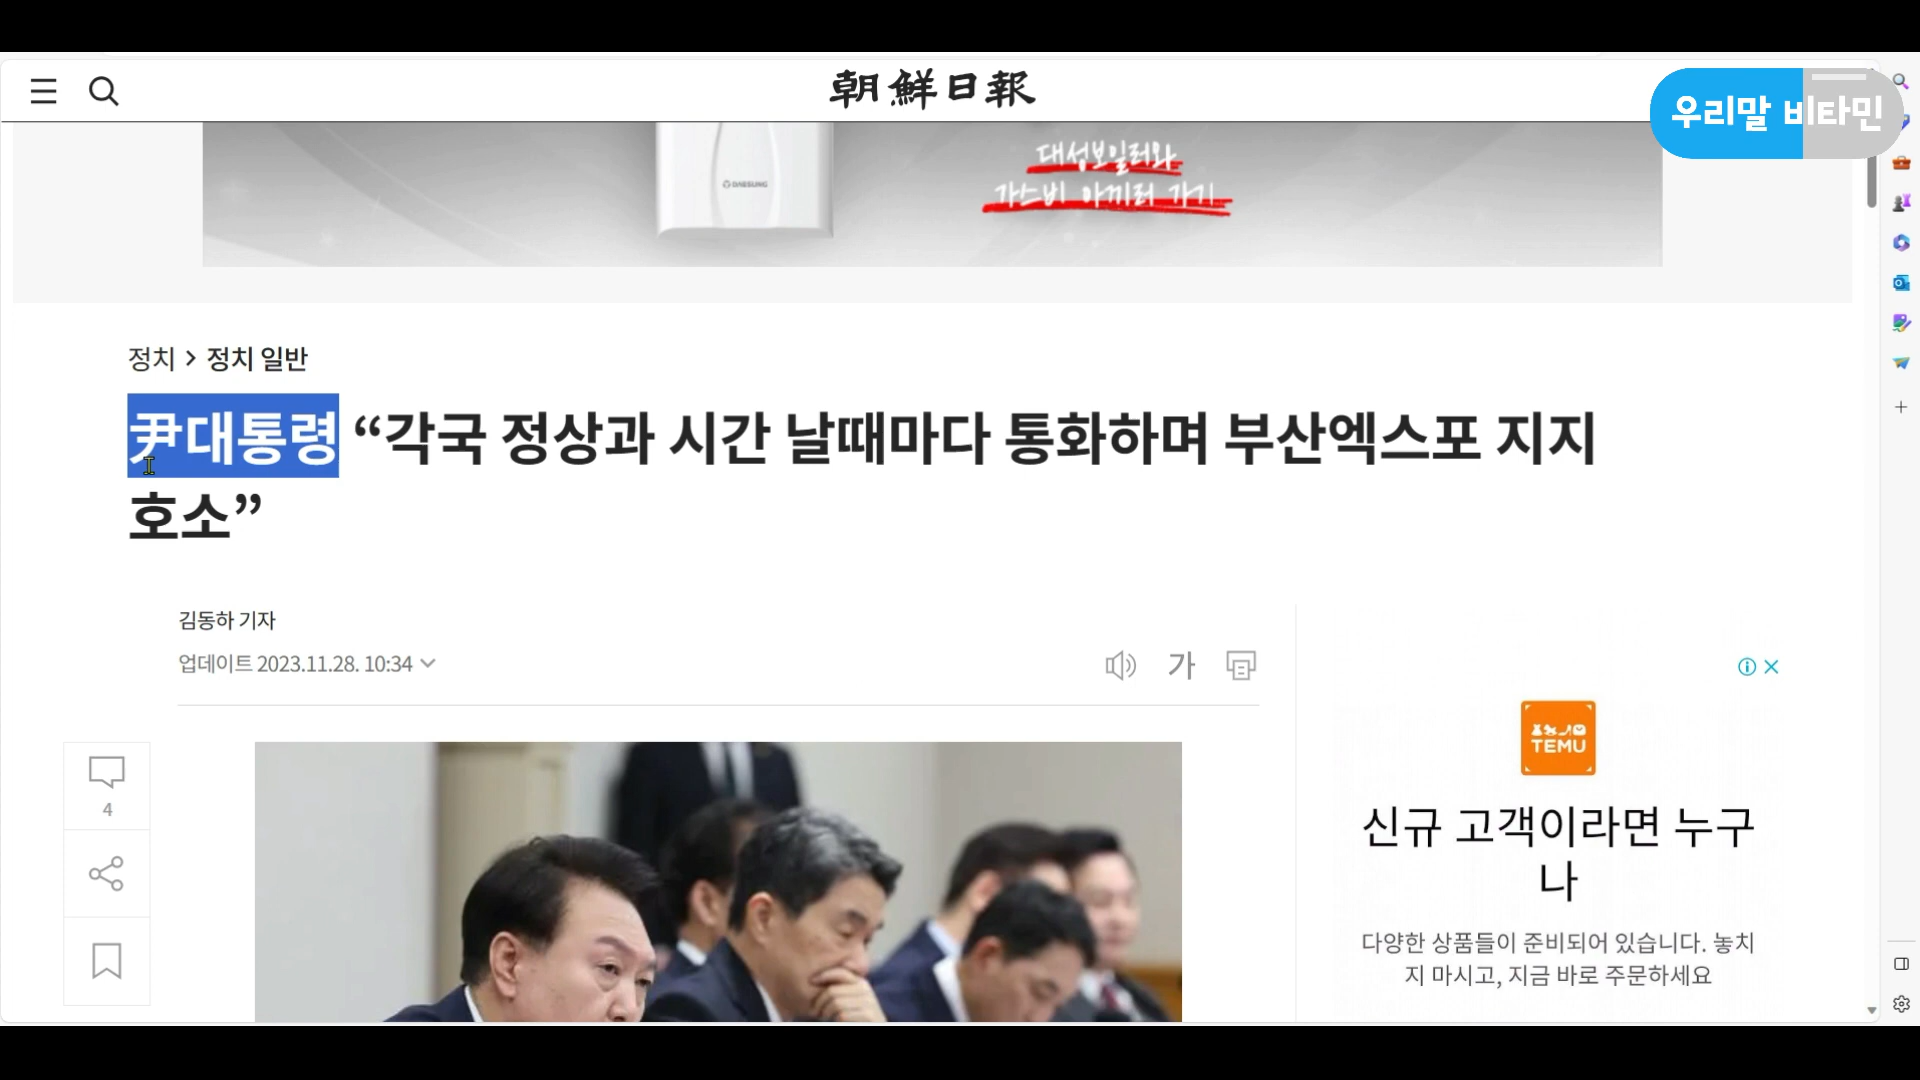 朝鮮日報
우리말 비타민
대성보일러와
가스비 아끼러 가기
DAESUNG
정치 > 정치 일반
尹대통령 “각국 정상과 시간 날때마다 통화하며 부산엑스포 지지
호소”
김동하 기자
업데이트 2023.11.28. 10:34
가
4
TEMU
신규 고객이라면 누구
나
다양한 상품들이 준비되어 있습니다. 놓치
지 마시고, 지금 바로 주문하세요